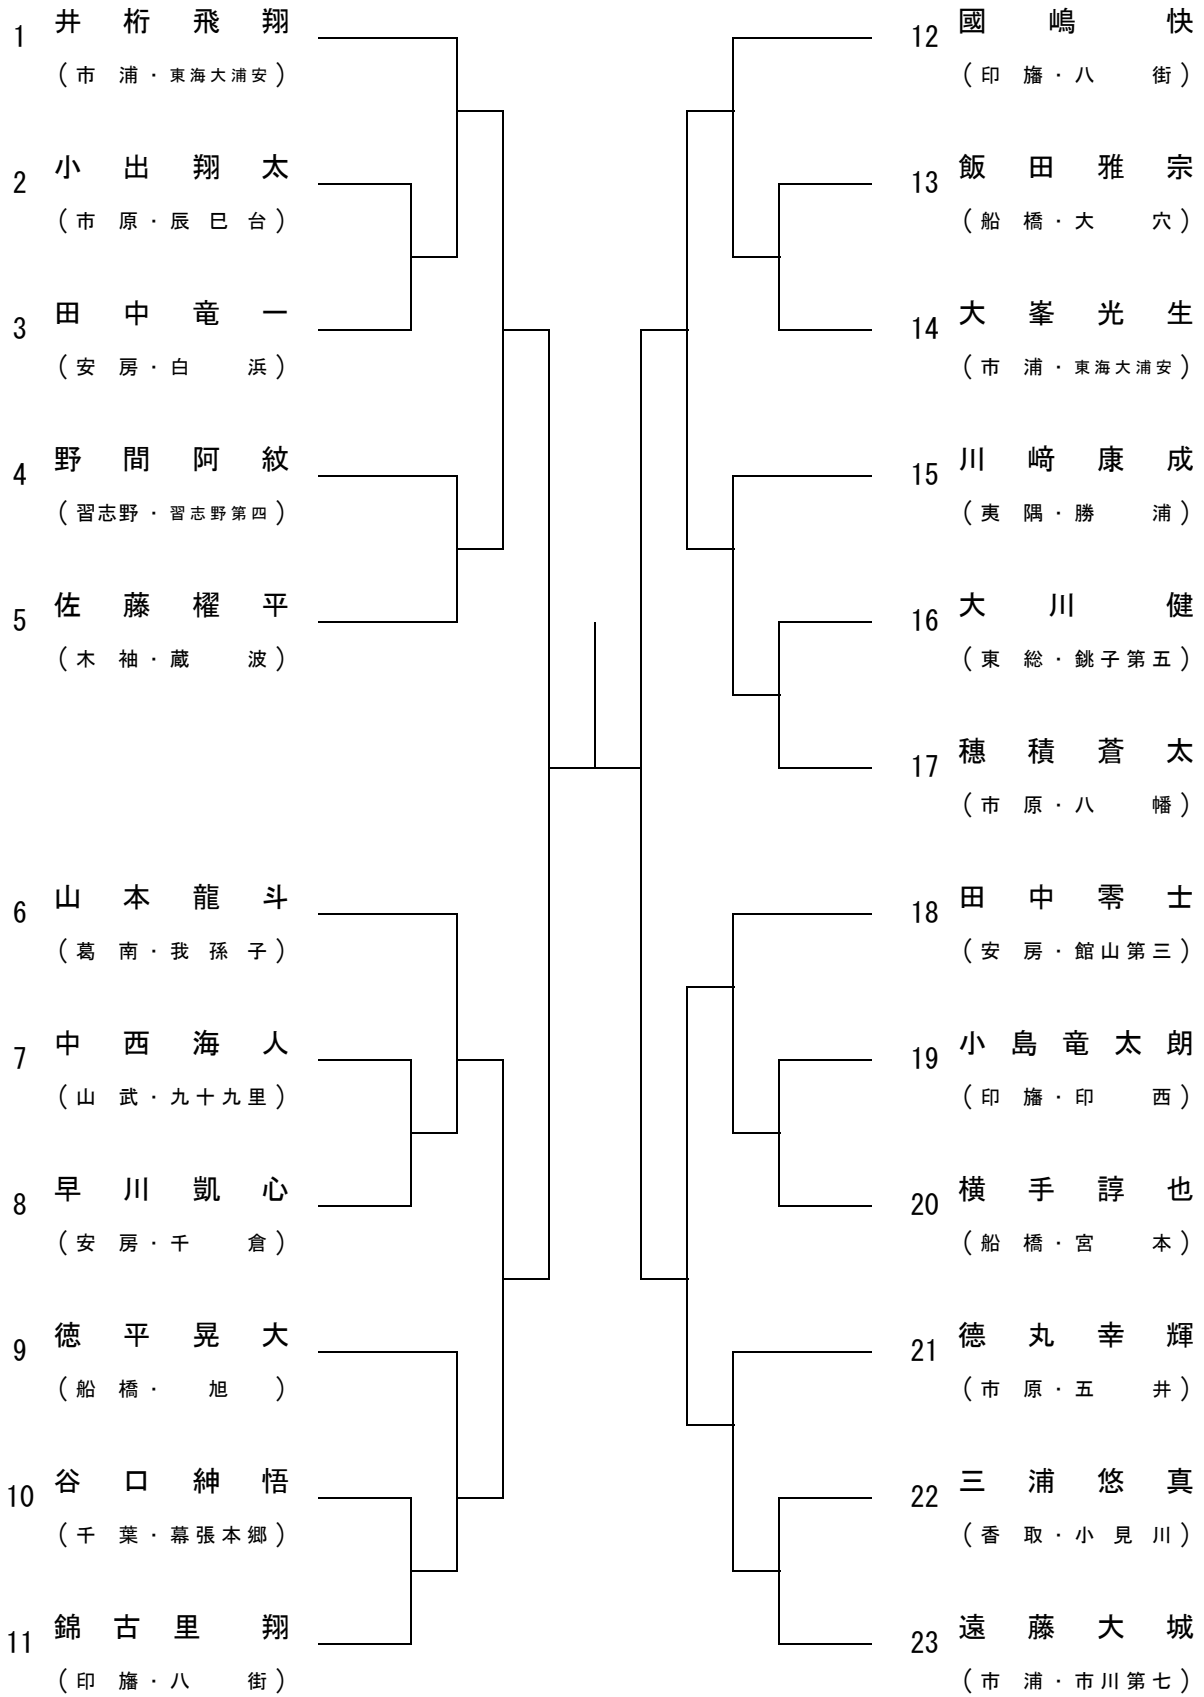 1 井桁飛翔
（市浦・東海大浦安）
2 小出翔太
（市原・辰巳台）
3 田中竜一
（安房・白浜）
4 野間阿紋
（習志野・習志野第四）
5 佐藤櫂平
（木袖・蔵波）
6 山本龍斗
（葛南・我孫子）
7 中西海人
（山武・九十九里）
8 早川凱心
（安房・千倉）
9 徳平晃大
（船橋・旭）
10 谷口紳悟
（千葉・幕張本郷）
11 錦古里翔
（印旛・八街）
12 國嶋快
（印旛・八街）
13 飯田雅宗
（船橋・大穴）
14 大峯光生
（市浦・東海大浦安）
15 川﨑康成
（夷隅・勝浦）
16 大川健
（東総・銚子第五）
17 穗積蒼太
（市原・八幡）
18 田中零士
（安房・館山第三）
19 小島竜太朗
（印旛・印西）
20 横手諄也
（船橋・宮本）
21 德丸幸輝
（市原・五井）
22 三浦悠真
（香取・小見川）
23 遠藤大城
（市浦・市川第七）